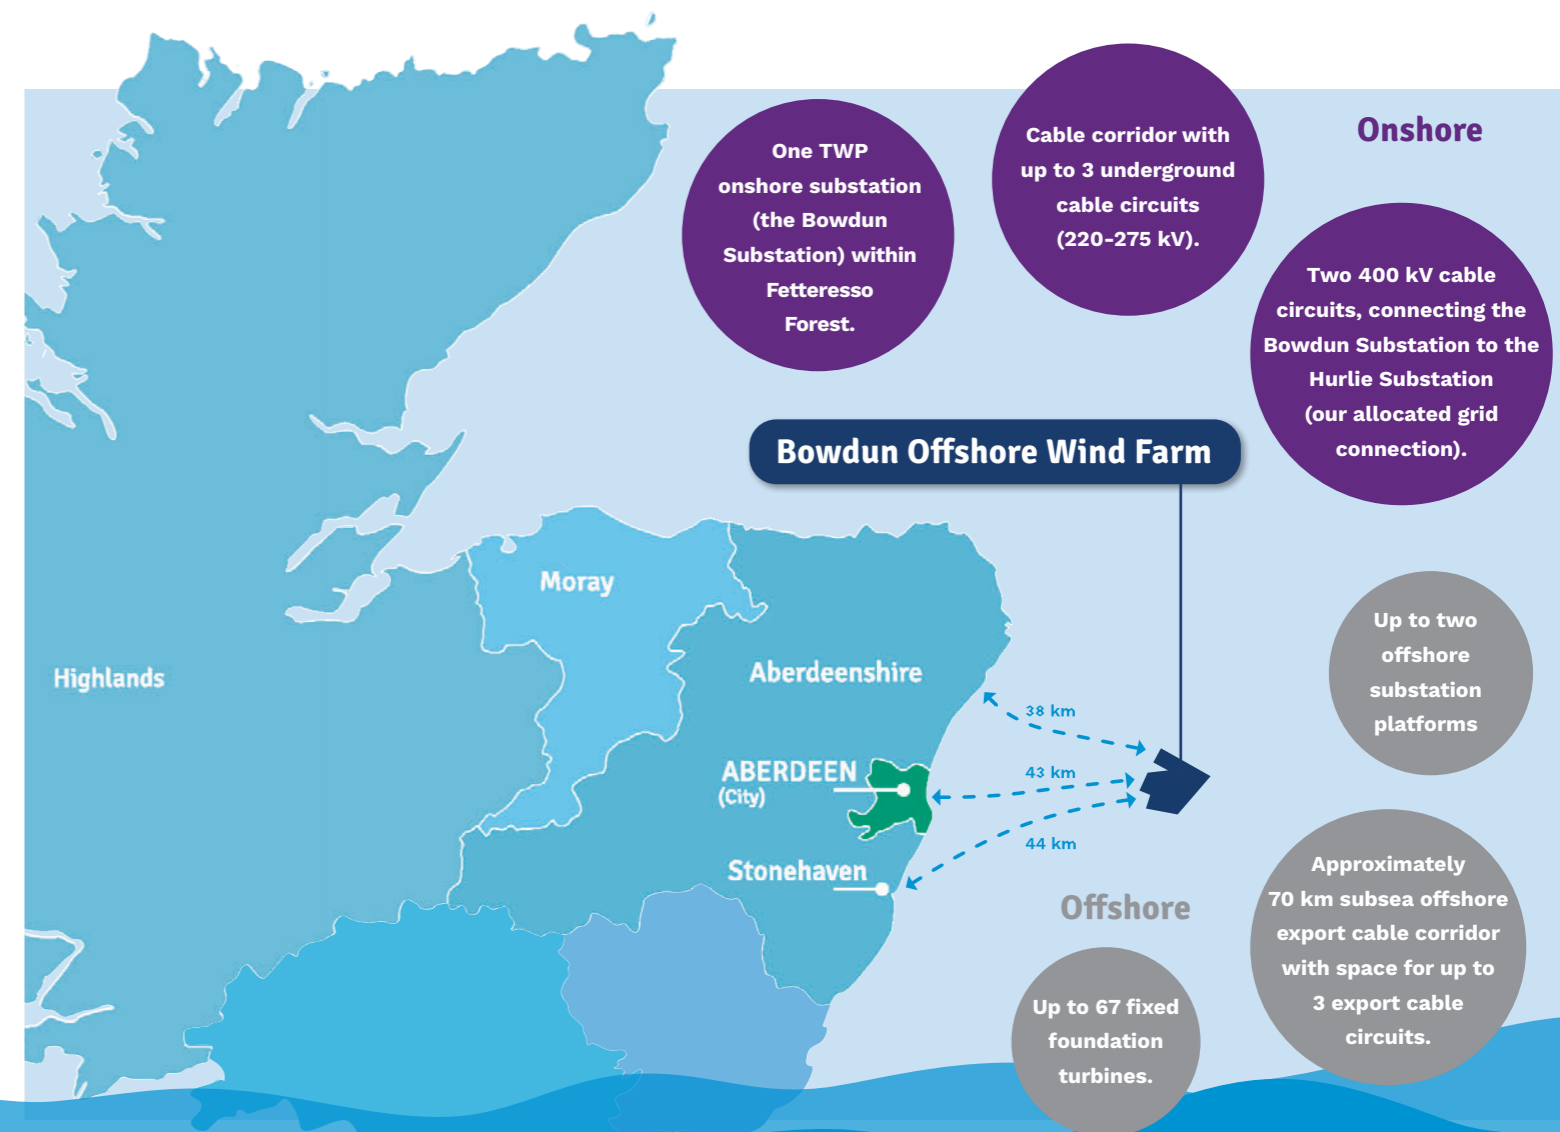 Onshore
One TWP
onshore substation
(the Bowdun
Substation) within
Fetteresso
Forest.
Cable corridor with
up to 3 underground
cable circuits
(220-275 kV).
Two 400 kV cable
circuits, connecting the
Bowdun Substation to the
Hurlie Substation
(our allocated grid
connection).
Bowdun Offshore Wind Farm
Moray
Highlands
Aberdeenshire
ABERDEEN
(City)
Stonehaven
38 km
43 km
44 km
Offshore
Up to two
offshore
substation
platforms
Approximately
70 km subsea offshore
export cable corridor
with space for up to
3 export cable
circuits.
Up to 67 fixed
foundation
turbines.